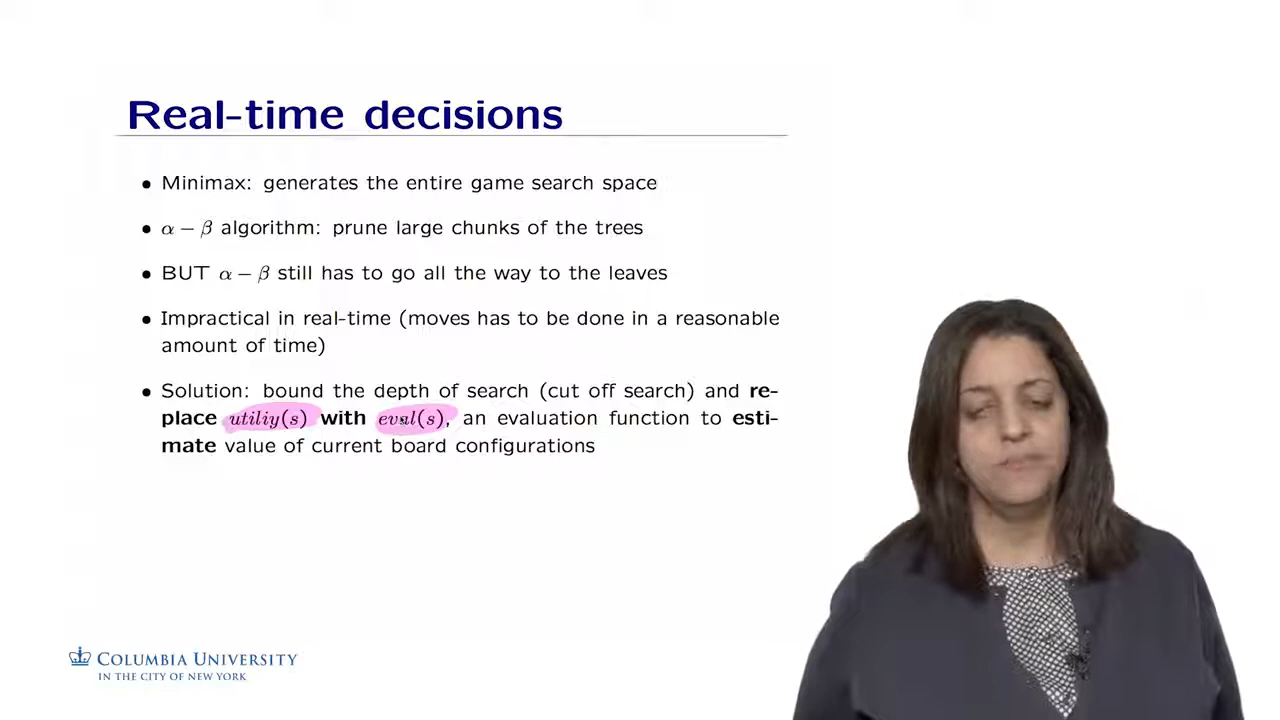 Real-time decisions
• Minimax: generates the entire game search space
• α − β algorithm: prune large chunks of the trees
• BUT α − β still has to go all the way to the leaves
• Impractical in real-time (moves has to be done in a reasonable
amount of time)
• Solution: bound the depth of search (cut off search) and re-
place utiliy(s) with eval(s), an evaluation function to esti-
mate value of current board configurations
COLUMBIA UNIVERSITY
IN THE CITY OF NEW YORK